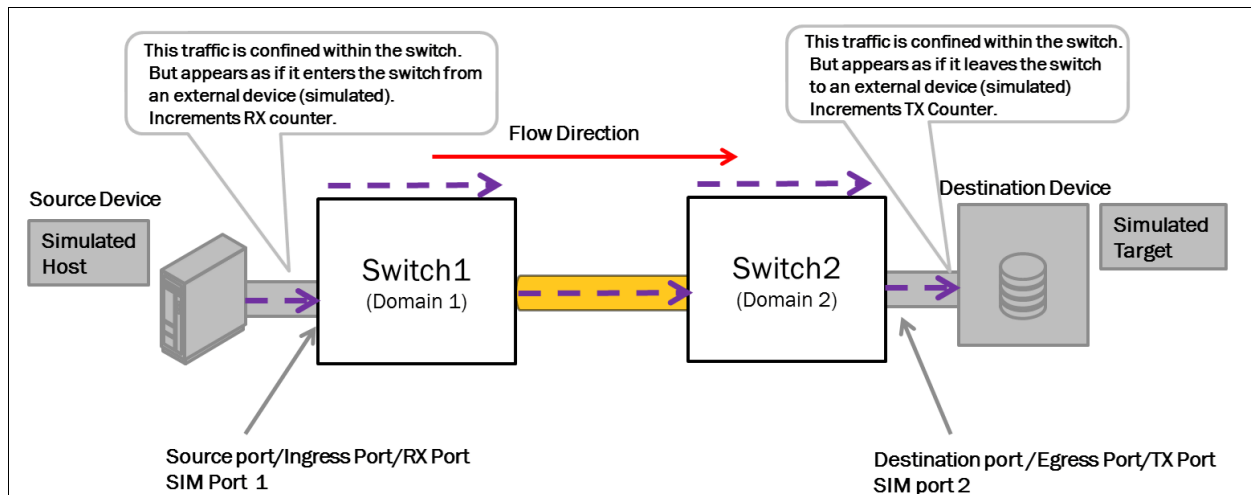 This traffic is confined within the switch.
But appears as if it enters the switch from
an external device (simulated).
Increments RX counter.
This traffic is confined within the switch.
But appears as if it leaves the switch
to an external device (simulated)
Increments TX Counter.
Flow Direction
Source Device
Simulated
Host
Switch1
(Domain 1)
Switch2
(Domain 2)
Destination Device
Simulated
Target
Source port/Ingress Port/RX Port
SIM Port 1
Destination port /Egress Port/TX Port
SIM port 2